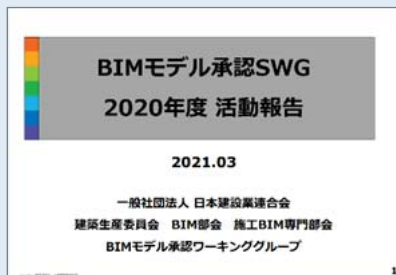 BIMモデル承認SWG
2020年度 活動報告
2021.03
一般社団法人 日本建設業連合会
建築生産委員会 BIM部会 施工BIM専門部会
BIMモデル承認ワーキンググループ
1